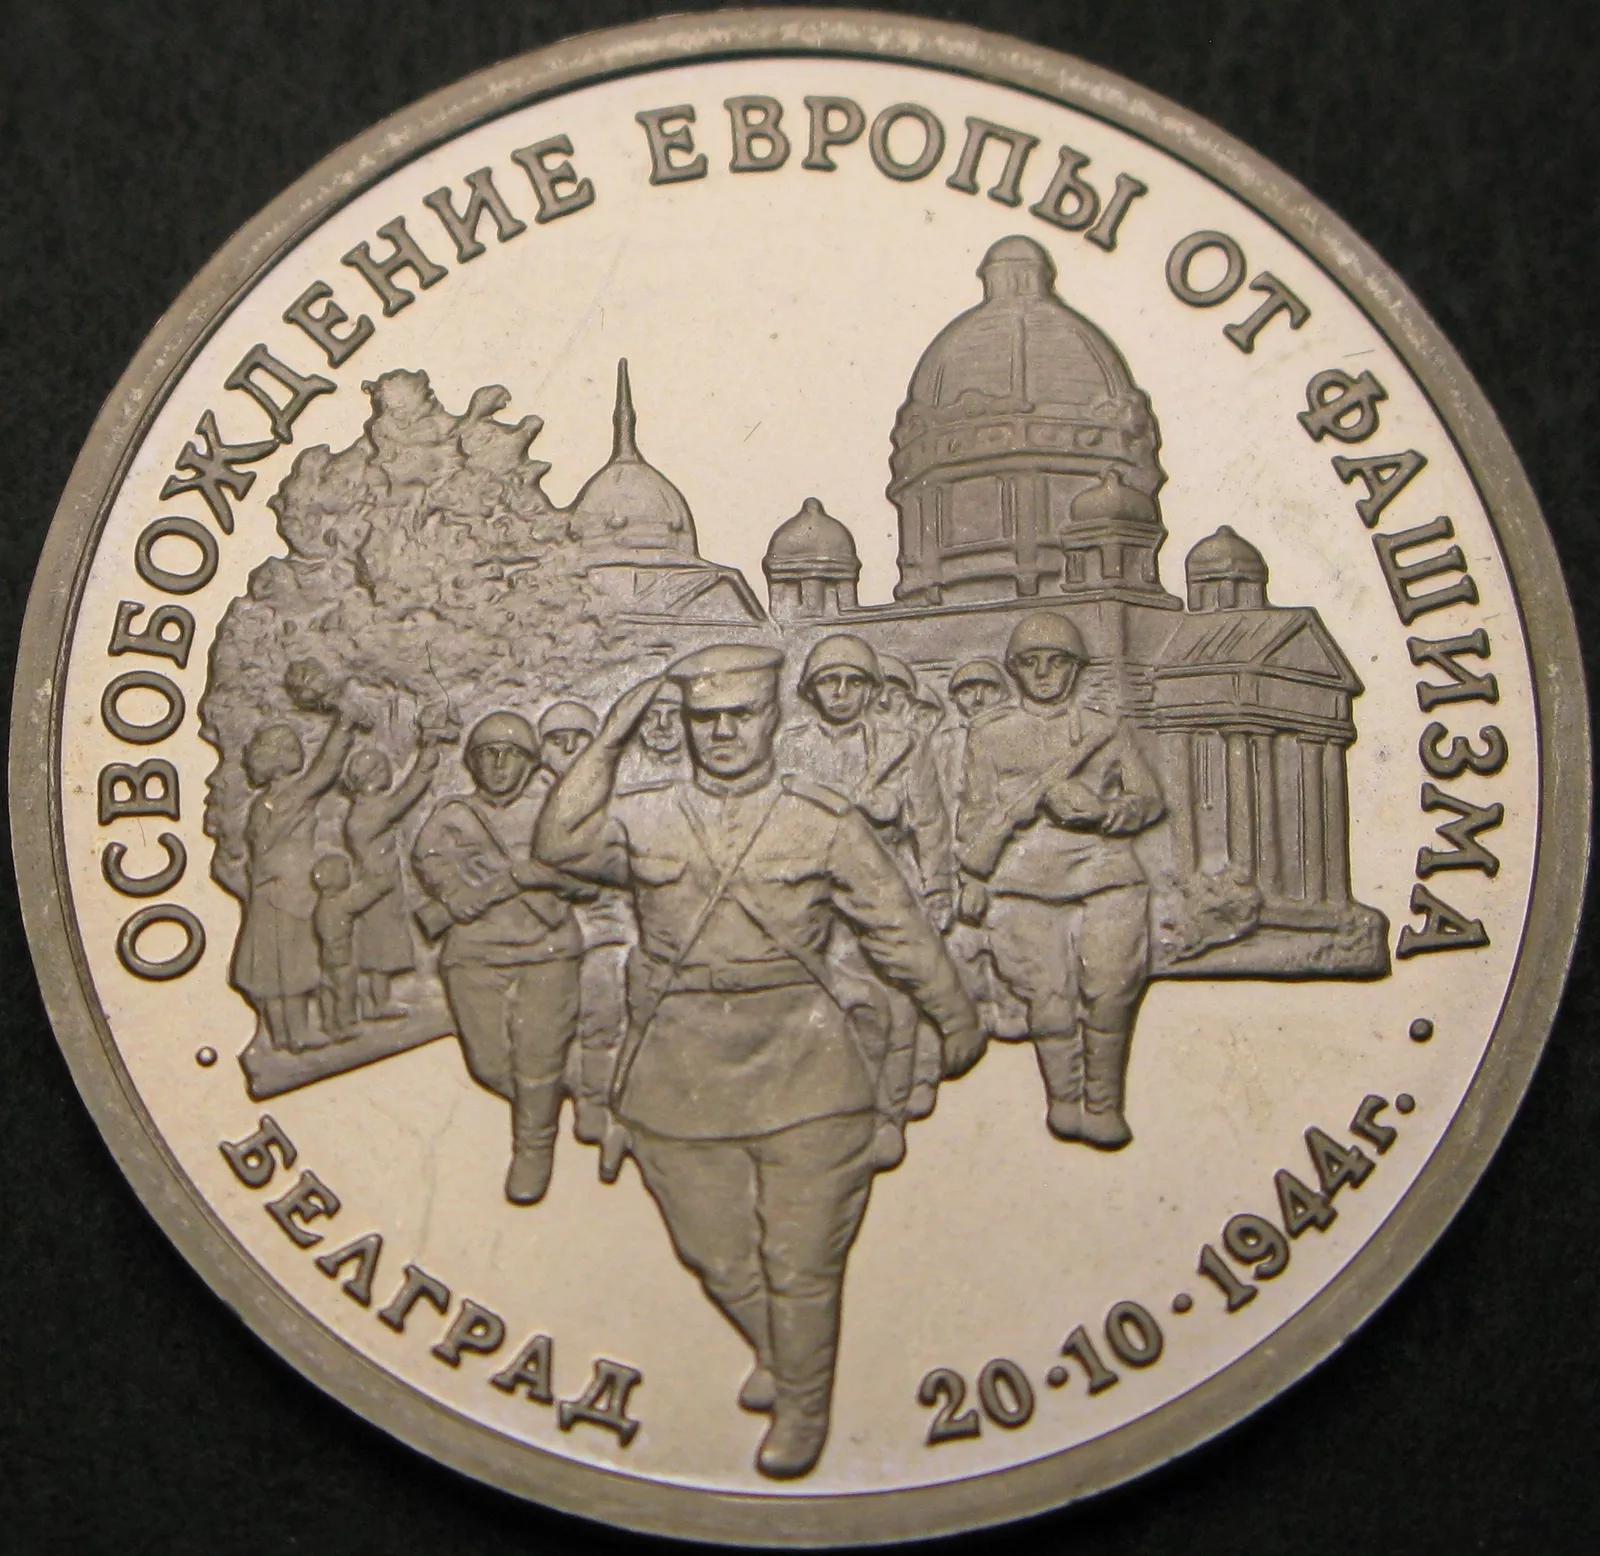 ОСВОБОЖДЕНИЕ ЕВРОПЫ ОТ ФАШИЗМА
• БЕЛГРАД 20•10•1944г. •